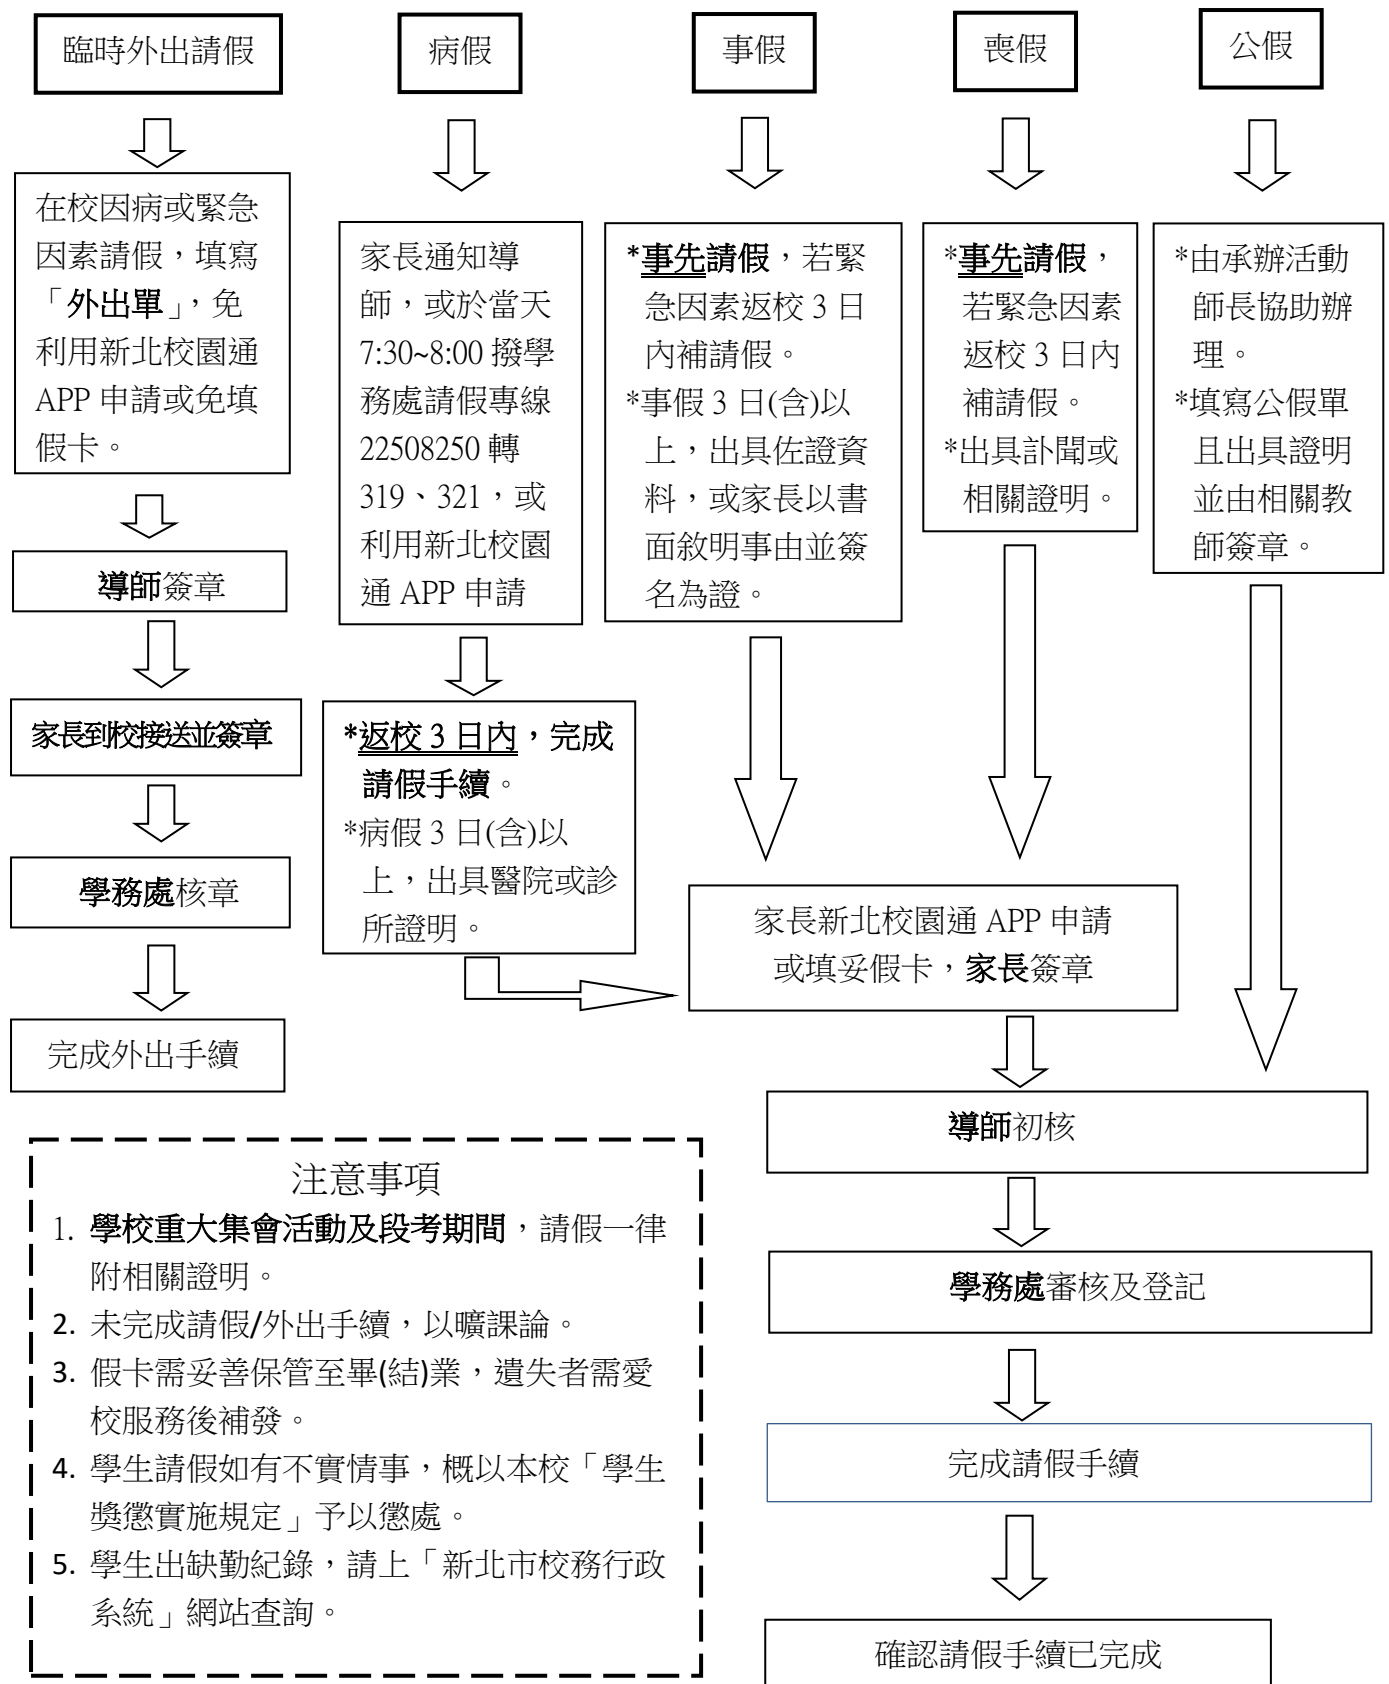 臨時外出請假
病假
事假
喪假
公假
在校因病或緊急
因素請假，填寫
「外出單」，免
利用新北校園通
APP 申請或免填
假卡。
導師簽章
家長到校接送並簽章
學務處核章
完成外出手續
家長通知導
師，或於當天
7:30~8:00 撥學
務處請假專線
22508250 轉
319、321，或
利用新北校園
通 APP 申請
*返校 3 日內，完成
請假手續。
*病假 3 日(含)以
上，出具醫院或診
所證明。
*事先請假，若緊
急因素返校 3 日
內補請假。
*事假 3 日(含)以
上，出具佐證資
料，或家長以書
面敘明事由並簽
名為證。
*事先請假，
若緊急因素
返校 3 日內
補請假。
*出具訃聞或
相關證明。
*由承辦活動
師長協助辦
理。
*填寫公假單
且出具證明
並由相關教
師簽章。
家長新北校園通 APP 申請
或填妥假卡，家長簽章
導師初核
學務處審核及登記
完成請假手續
確認請假手續已完成
注意事項
1. 學校重大集會活動及段考期間，請假一律
附相關證明。
2. 未完成請假/外出手續，以曠課論。
3. 假卡需妥善保管至畢(結)業，遺失者需愛
校服務後補發。
4. 學生請假如有不實情事，概以本校「學生
獎懲實施規定」予以懲處。
5. 學生出缺勤紀錄，請上「新北市校務行政
系統」網站查詢。